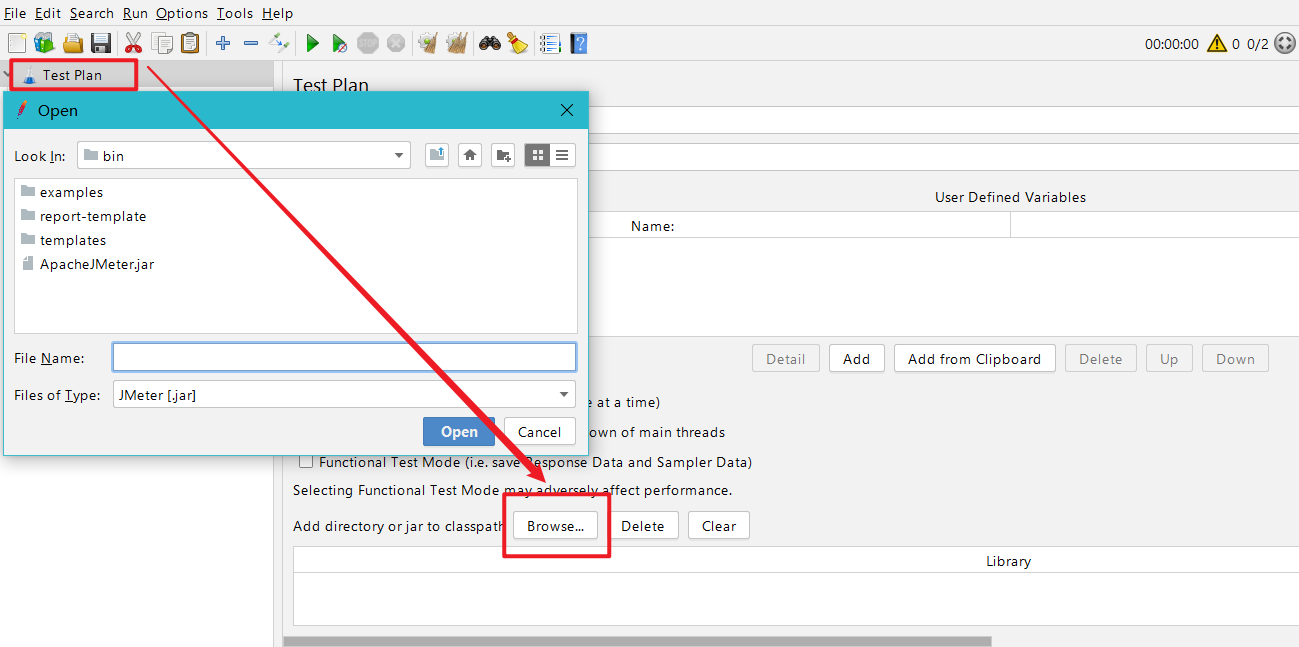 File Edit Search Run Options Tools Help
00:00:00 0 0/2
Test Plan
Test Plan
Open
Look In: bin
examples
report-template
templates
ApacheJMeter.jar
File Name:
Files of Type: JMeter [.jar]
Open Cancel
User Defined Variables
Name:
Detail Add Add from Clipboard Delete Up Down
at a time)
own of main threads
Functional Test Mode (i.e. save Response Data and Sampler Data)
Selecting Functional Test Mode may adversely affect performance.
Add directory or jar to classpath Browse... Delete Clear
Library